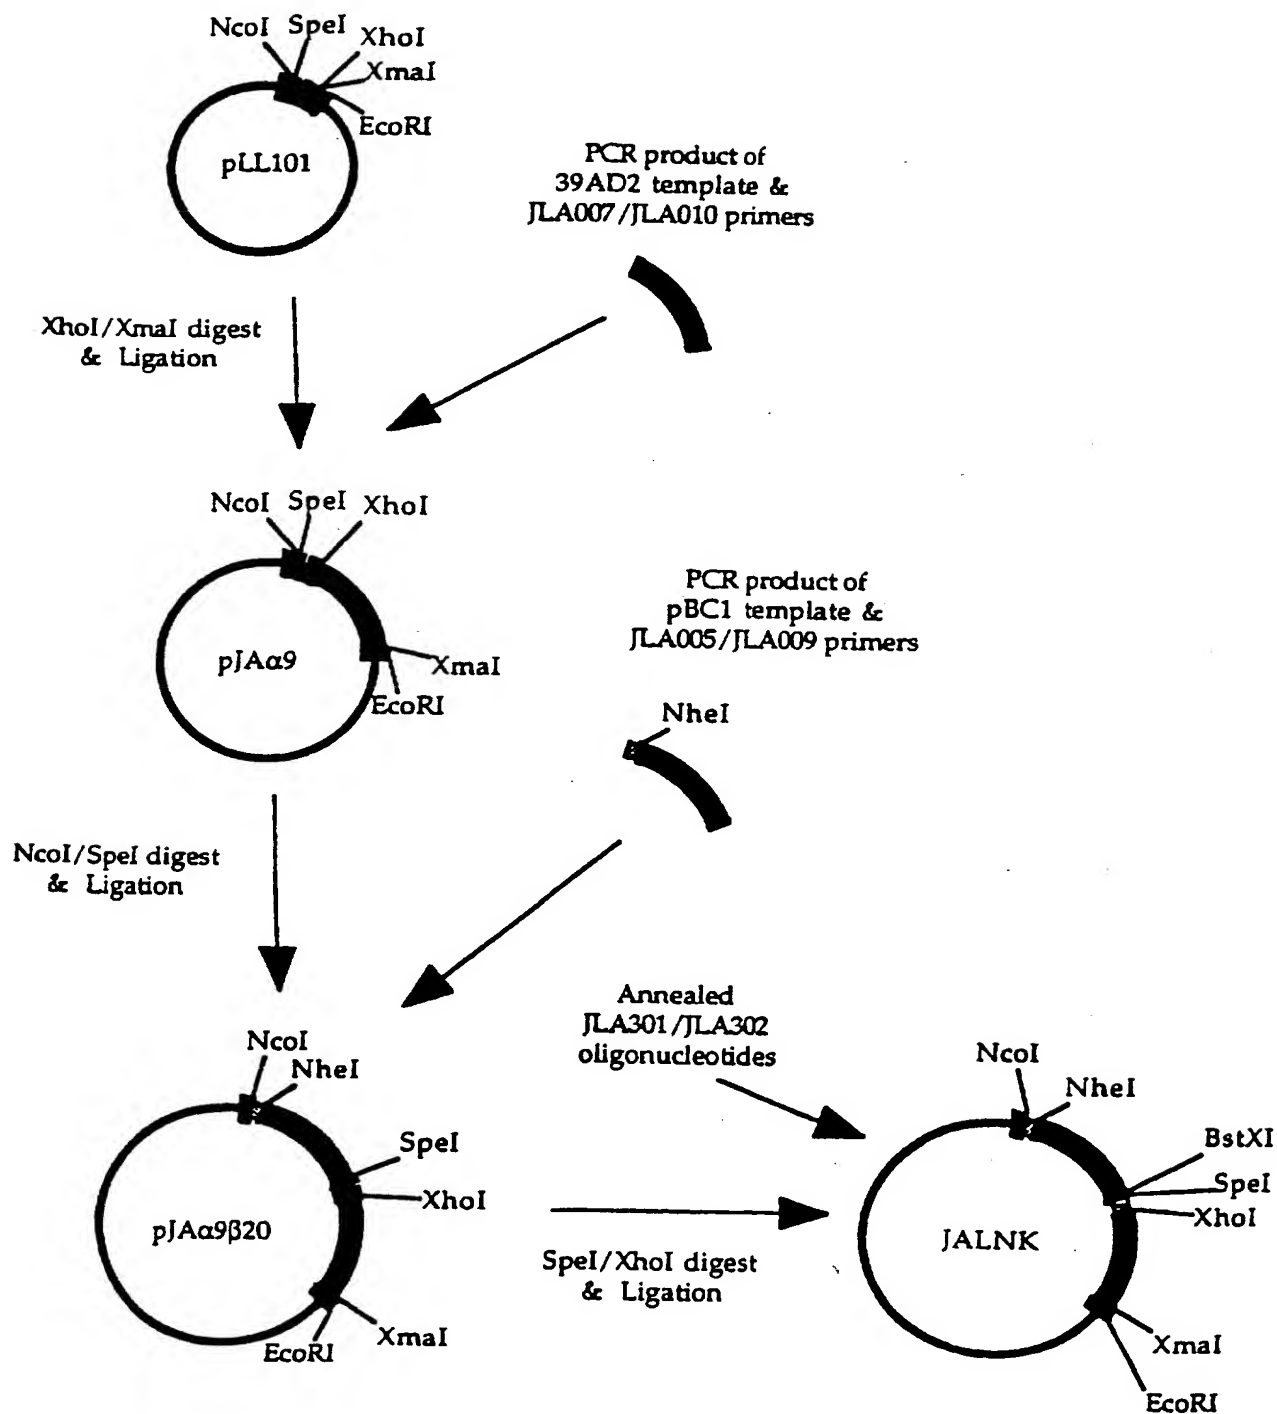 NcoI SpeI XhoI
XmaI
EcoRI
pLL101
PCR product of
39AD2 template &
JLA007/JLA010 primers
XhoI/XmaI digest
& Ligation
NcoI SpeI XhoI
pJAα9
XmaI
EcoRI
PCR product of
pBC1 template &
JLA005/JLA009 primers
NheI
NcoI/SpeI digest
& Ligation
Annealed
JLA301/JLA302
oligonucleotides
NcoI
NheI
SpeI
XhoI
pJAα9β20
XmaI
EcoRI
SpeI/XhoI digest
& Ligation
NcoI
NheI
BstXI
SpeI
XhoI
JALNK
XmaI
EcoRI